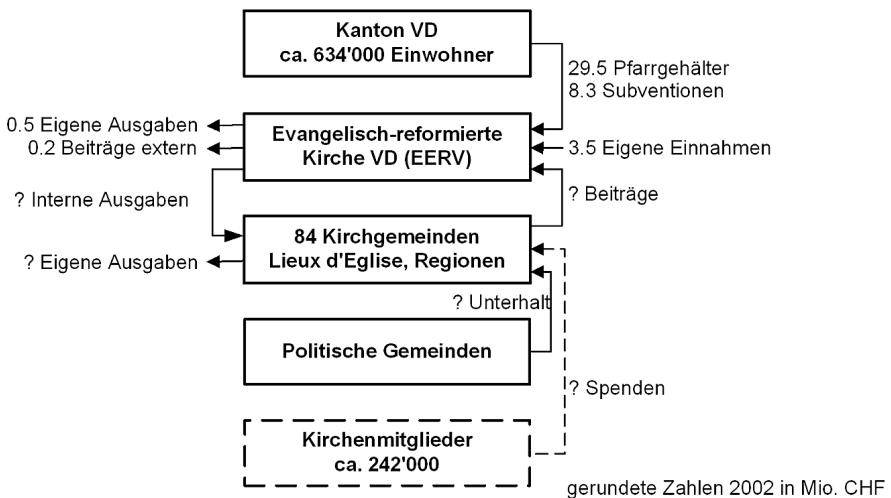 Kanton VD
ca. 634'000 Einwohner
29.5 Pfarrgehälter
8.3 Subventionen
0.5 Eigene Ausgaben
0.2 Beiträge extern
Evangelisch-reformierte
Kirche VD (EERV)
3.5 Eigene Einnahmen
? Interne Ausgaben
? Beiträge
84 Kirchgemeinden
Lieux d'Eglise, Regionen
? Eigene Ausgaben
? Unterhalt
Politische Gemeinden
? Spenden
Kirchenmitglieder
ca. 242'000
gerundete Zahlen 2002 in Mio. CHF